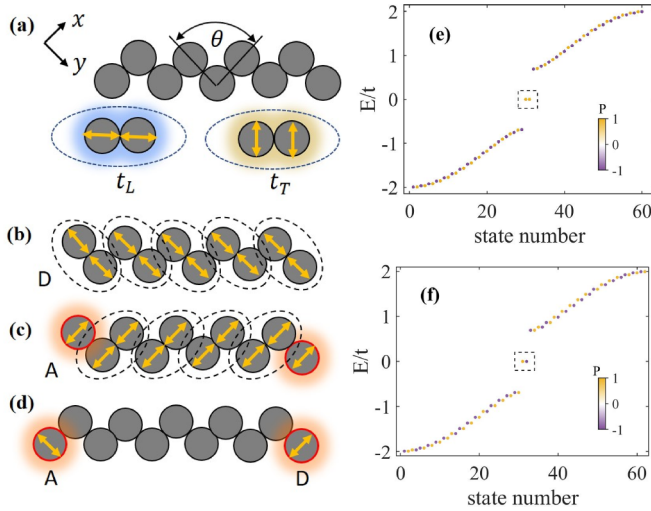 (a)
x
y
θ
t_L
t_T
(b)
D
(c)
A
(d)
A
D
(e)
2
1
0
-1
-2
E/t
P
1
0
-1
0
20
40
60
state number
(f)
2
1
0
-1
-2
E/t
P
1
0
-1
0
20
40
60
state number